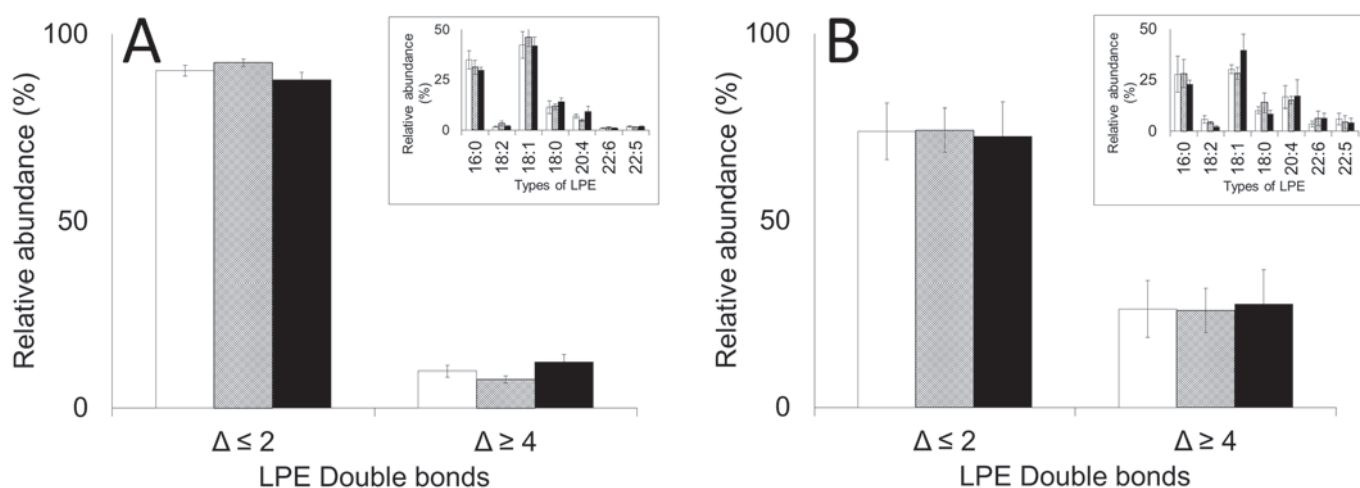 A
Relative abundance (%)
100
50
0
Δ ≤ 2
Δ ≥ 4
LPE Double bonds
Relative abundance
(%)
50
25
0
16:0
18:2
18:1
18:0
20:4
22:6
22:5
Types of LPE
B
Relative abundance (%)
100
50
0
Δ ≤ 2
Δ ≥ 4
LPE Double bonds
Relative abundance
(%)
50
25
0
16:0
18:2
18:1
18:0
20:4
22:6
22:5
Types of LPE